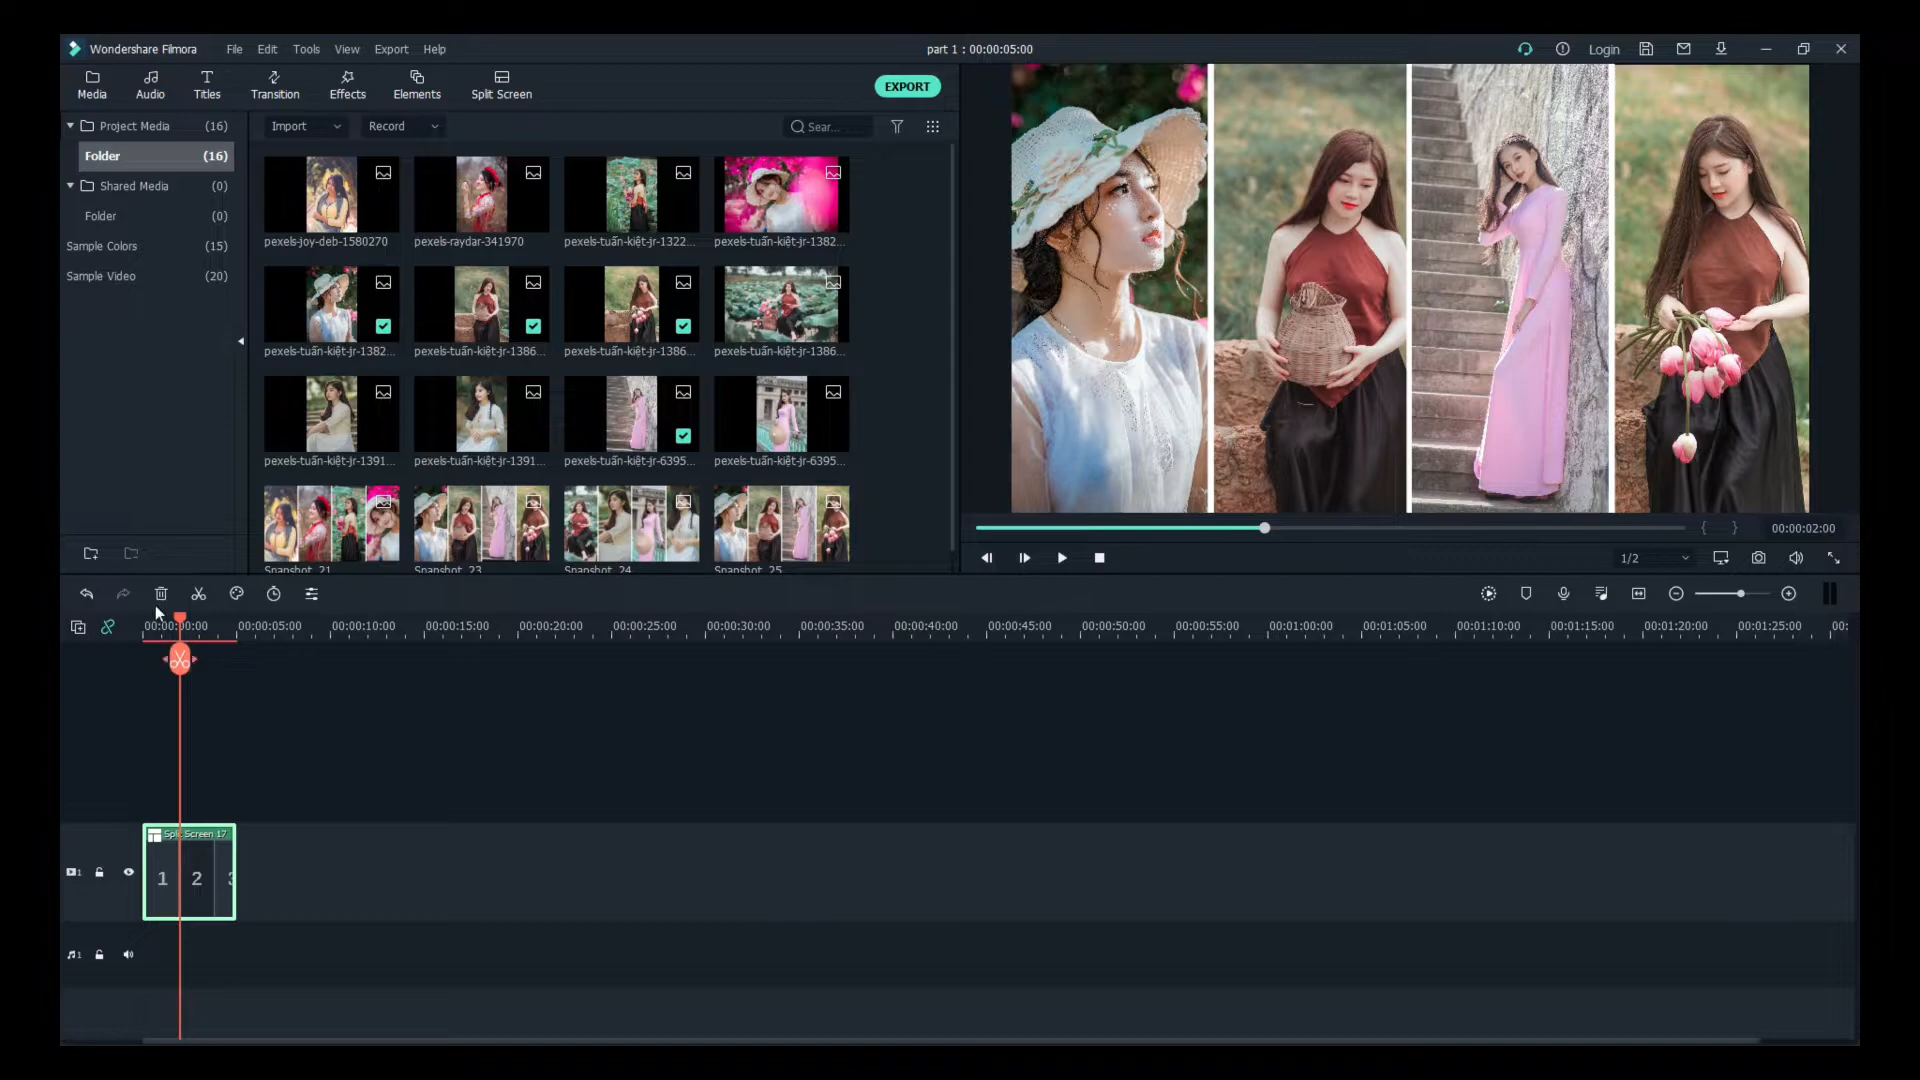 Wondershare Filmora File Edit Tools View Export Help part 1 : 00:00:05:00 Login
Media Audio Titles Transition Effects Elements Split Screen EXPORT
Project Media (16) Import Record Sear...
Folder (16)
Shared Media (0)
Folder (0)
Sample Colors (15)
Sample Video (20)
pexels-joy-deb-1580270 pexels-raydar-341970 pexels-tuấn-kiệt-jr-1322... pexels-tuấn-kiệt-jr-1382...
pexels-tuấn-kiệt-jr-1382... pexels-tuấn-kiệt-jr-1386... pexels-tuấn-kiệt-jr-1386... pexels-tuấn-kiệt-jr-1386...
pexels-tuấn-kiệt-jr-1391... pexels-tuấn-kiệt-jr-1391... pexels-tuấn-kiệt-jr-6395... pexels-tuấn-kiệt-jr-6395...
Snapshot_21 Snapshot_23 Snapshot_24 Snapshot_25
{ } 00:00:02:00
1/2
00:00:00:00 00:00:05:00 00:00:10:00 00:00:15:00 00:00:20:00 00:00:25:00 00:00:30:00 00:00:35:00 00:00:40:00 00:00:45:00 00:00:50:00 00:00:55:00 00:01:00:00 00:01:05:00 00:01:10:00 00:01:15:00 00:01:20:00 00:01:25:00 00:
Split Screen 17
1 2 3
1
1